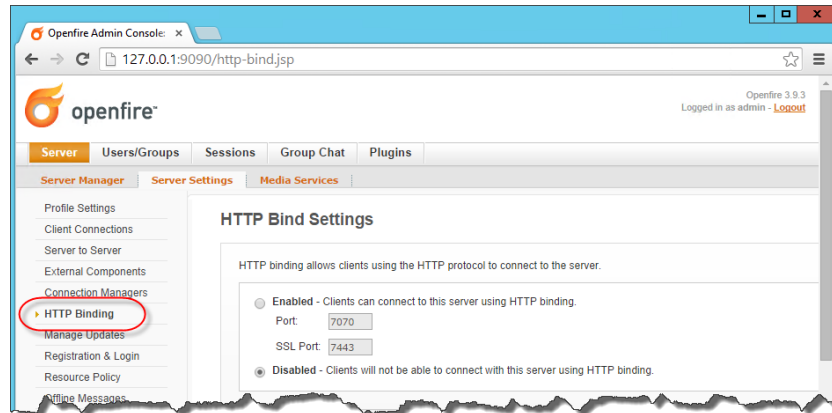 Openfire Admin Console:
127.0.0.1:9090/http-bind.jsp
openfire™
Openfire 3.9.3
Logged in as admin - Logout
Server Users/Groups Sessions Group Chat Plugins
Server Manager Server Settings Media Services
Profile Settings
Client Connections
Server to Server
External Components
Connection Managers
HTTP Binding
Manage Updates
Registration & Login
Resource Policy
Offline Messages
HTTP Bind Settings
HTTP binding allows clients using the HTTP protocol to connect to the server.
Enabled - Clients can connect to this server using HTTP binding.
Port: 7070
SSL Port: 7443
Disabled - Clients will not be able to connect with this server using HTTP binding.